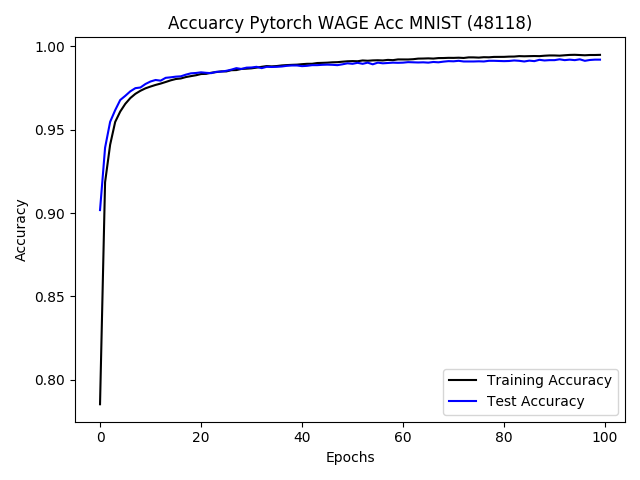 Accuarcy Pytorch WAGE Acc MNIST (48118)
1.00
0.95
0.90
0.85
0.80
Accuracy
0
20
40
60
80
100
Epochs
Training Accuracy
Test Accuracy